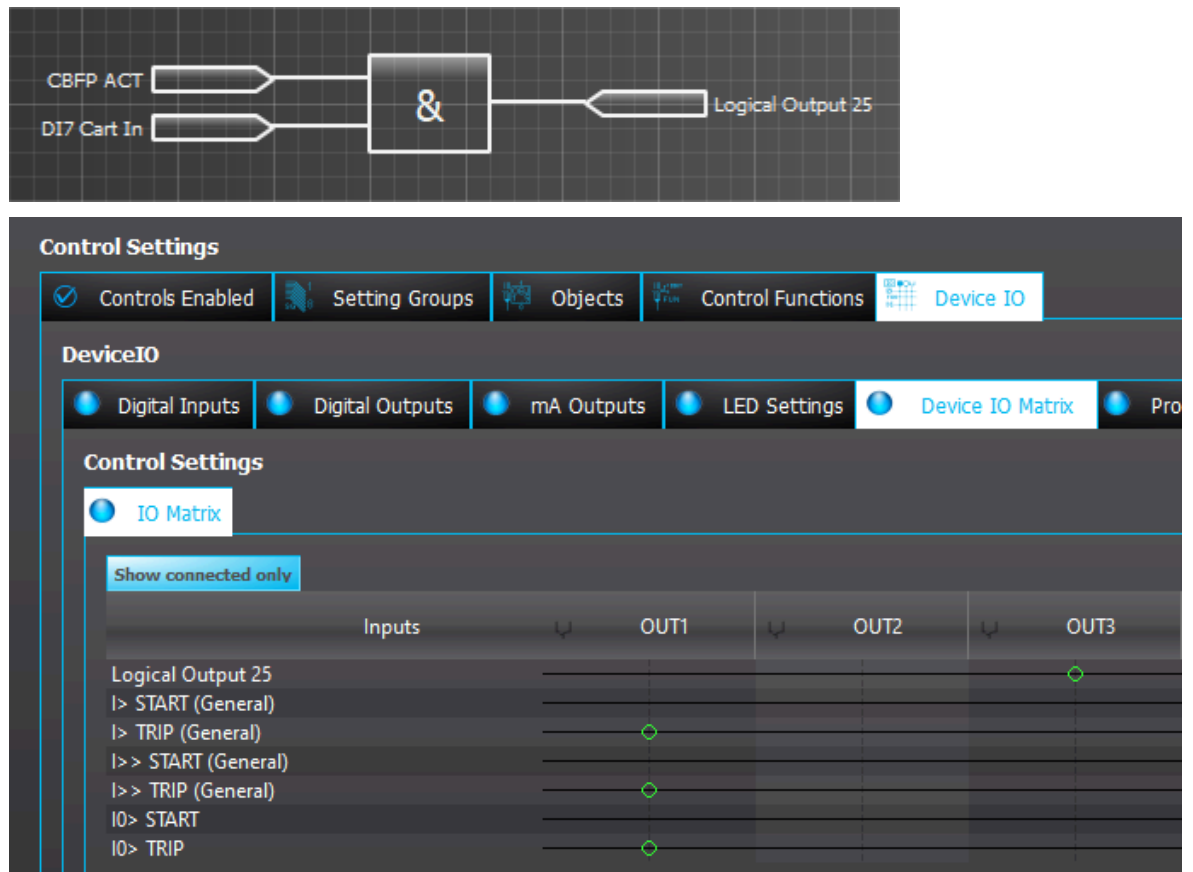 CBFP ACT
&
Logical Output 25
DI7 Cart In
Control Settings
Controls Enabled
Setting Groups
Objects
Control Functions
Device IO
DeviceIO
Digital Inputs
Digital Outputs
mA Outputs
LED Settings
Device IO Matrix
Pro
Control Settings
IO Matrix
Show connected only
Inputs
OUT1
OUT2
OUT3
Logical Output 25
I> START (General)
I> TRIP (General)
I>> START (General)
I>> TRIP (General)
I0> START
I0> TRIP